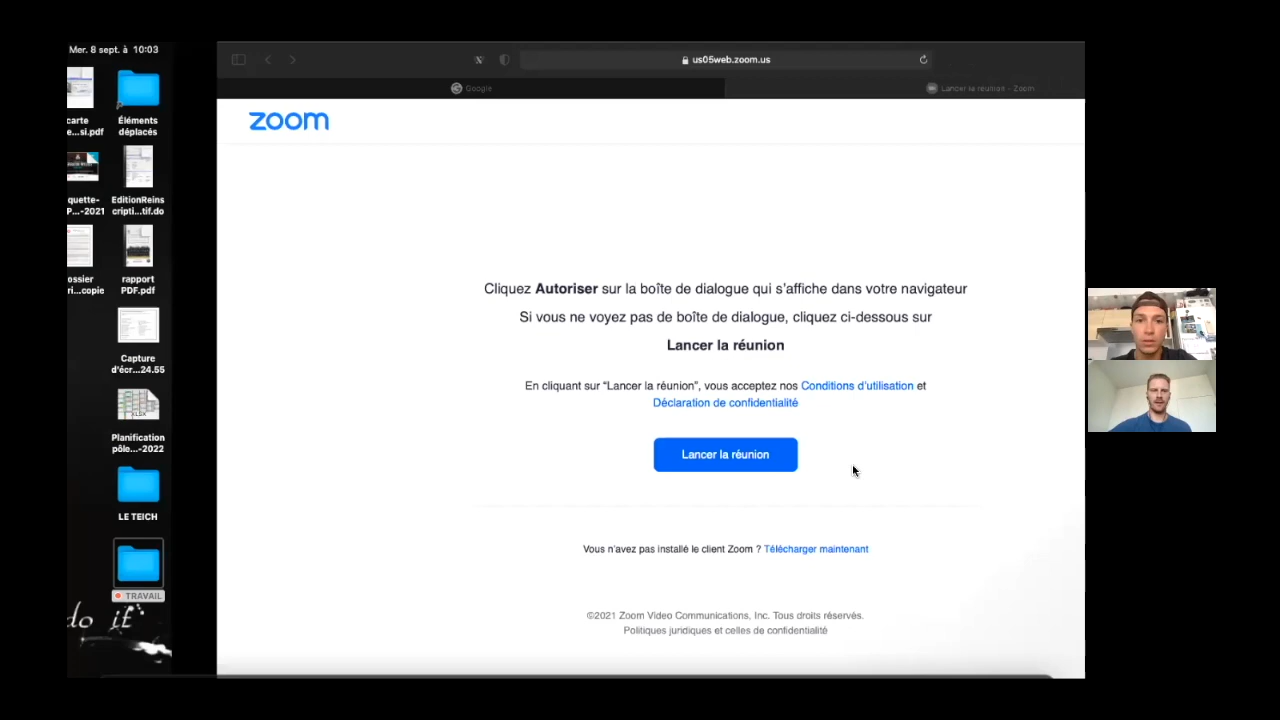 Mer. 8 sept. à 10:03
us05web.zoom.us
Google
Lancer la réunion - Zoom
zoom
carte
e...si.pdf
Éléments
déplacés
quette-
P...-2021
EditionReins
cripti...tif.do
ossier
ri...copie
rapport
PDF.pdf
Capture
d'écr...24.55
XLSX
Planification
pôle...-2022
LE TEICH
TRAVAIL
do it
Cliquez Autoriser sur la boîte de dialogue qui s'affiche dans votre navigateur
Si vous ne voyez pas de boîte de dialogue, cliquez ci-dessous sur
Lancer la réunion
En cliquant sur “Lancer la réunion”, vous acceptez nos Conditions d'utilisation et
Déclaration de confidentialité
Lancer la réunion
Vous n'avez pas installé le client Zoom ? Télécharger maintenant
©2021 Zoom Video Communications, Inc. Tous droits réservés.
Politiques juridiques et celles de confidentialité